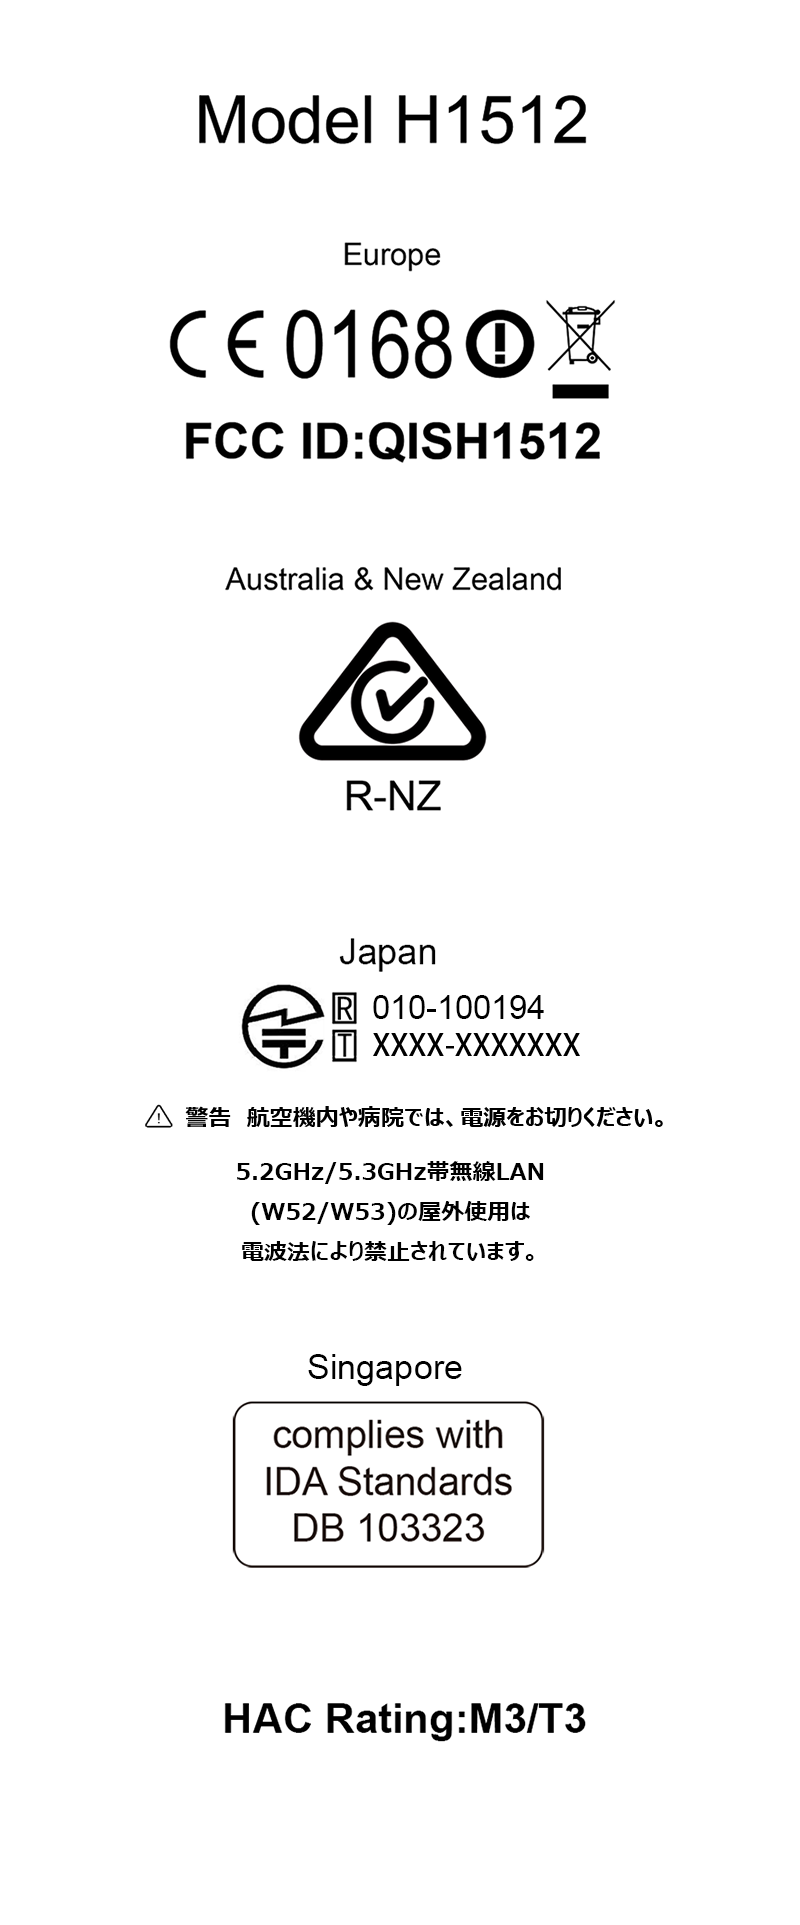 Model H1512
Europe
CE 0168
FCC ID:QISH1512
Australia & New Zealand
R-NZ
Japan
R 010-100194
T XXXX-XXXXXXX
警告 航空機内や病院では、電源をお切りください。
5.2GHz/5.3GHz帯無線LAN
(W52/W53)の屋外使用は
電波法により禁止されています。
Singapore
complies with
IDA Standards
DB 103323
HAC Rating:M3/T3